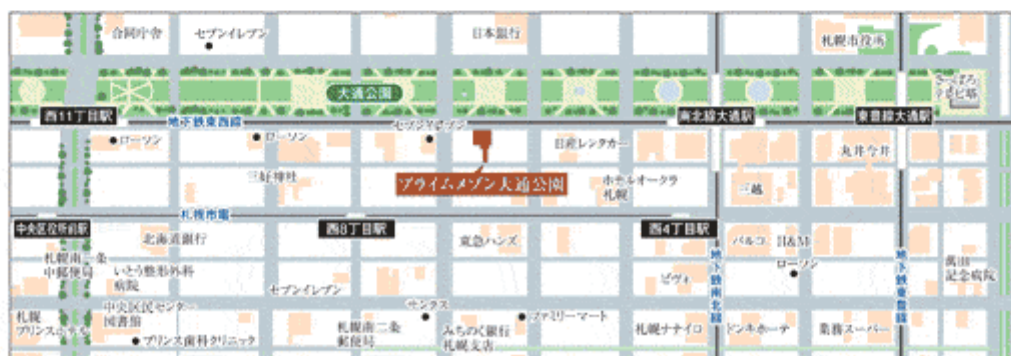 合同庁舎
セブンイレブン
日本銀行
札幌市役所
大通公園
さっぽろ
テレビ塔
西11丁目駅
地下鉄東西線
南北線大通駅
東豊線大通駅
ローソン
ローソン
セブンイレブン
日産レンタカー
丸井今井
三好神社
プライムメゾン大通公園
ホテルオークラ
札幌
三越
札幌市電
中央区役所前駅
西8丁目駅
西4丁目駅
北海道銀行
東急ハンズ
パルコ
H&M
ローソン
札幌南一条
中郵便局
いとう整形外科
病院
セブンイレブン
ピヴォ
地下鉄南北線
地下鉄東豊線
記念病院
札幌
プリンスホテル
中央区民センター
図書館
プリンス歯科クリニック
札幌南二条
郵便局
サンクス
みちのく銀行
札幌支店
ファミリーマート
札幌ナナイロ
ドンキホーテ
業務スーパー